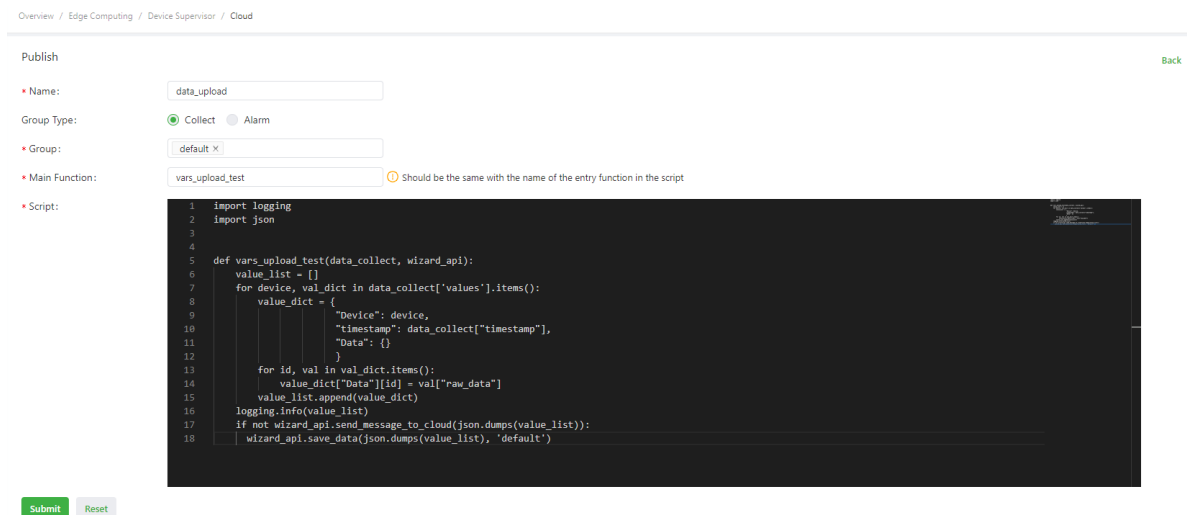 Overview / Edge Computing / Device Supervisor / Cloud
Publish
Back
* Name: data_upload
Group Type: Collect Alarm
* Group: default ×
* Main Function: vars_upload_test Should be the same with the name of the entry function in the script
* Script:
1 import logging
2 import json
3
4
5 def vars_upload_test(data_collect, wizard_api):
6 value_list = []
7 for device, val_dict in data_collect['values'].items():
8 value_dict = {
9 "Device": device,
10 "timestamp": data_collect["timestamp"],
11 "Data": {}
12 }
13 for id, val in val_dict.items():
14 value_dict["Data"][id] = val["raw_data"]
15 value_list.append(value_dict)
16 logging.info(value_list)
17 if not wizard_api.send_message_to_cloud(json.dumps(value_list)):
18 wizard_api.save_data(json.dumps(value_list), 'default')
Submit Reset